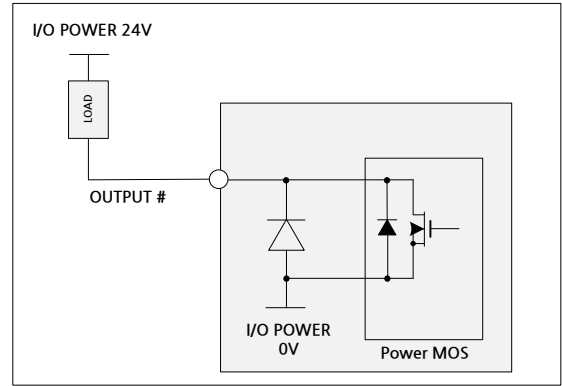 I/O POWER 24V
LOAD
OUTPUT #
I/O POWER
0V
Power MOS